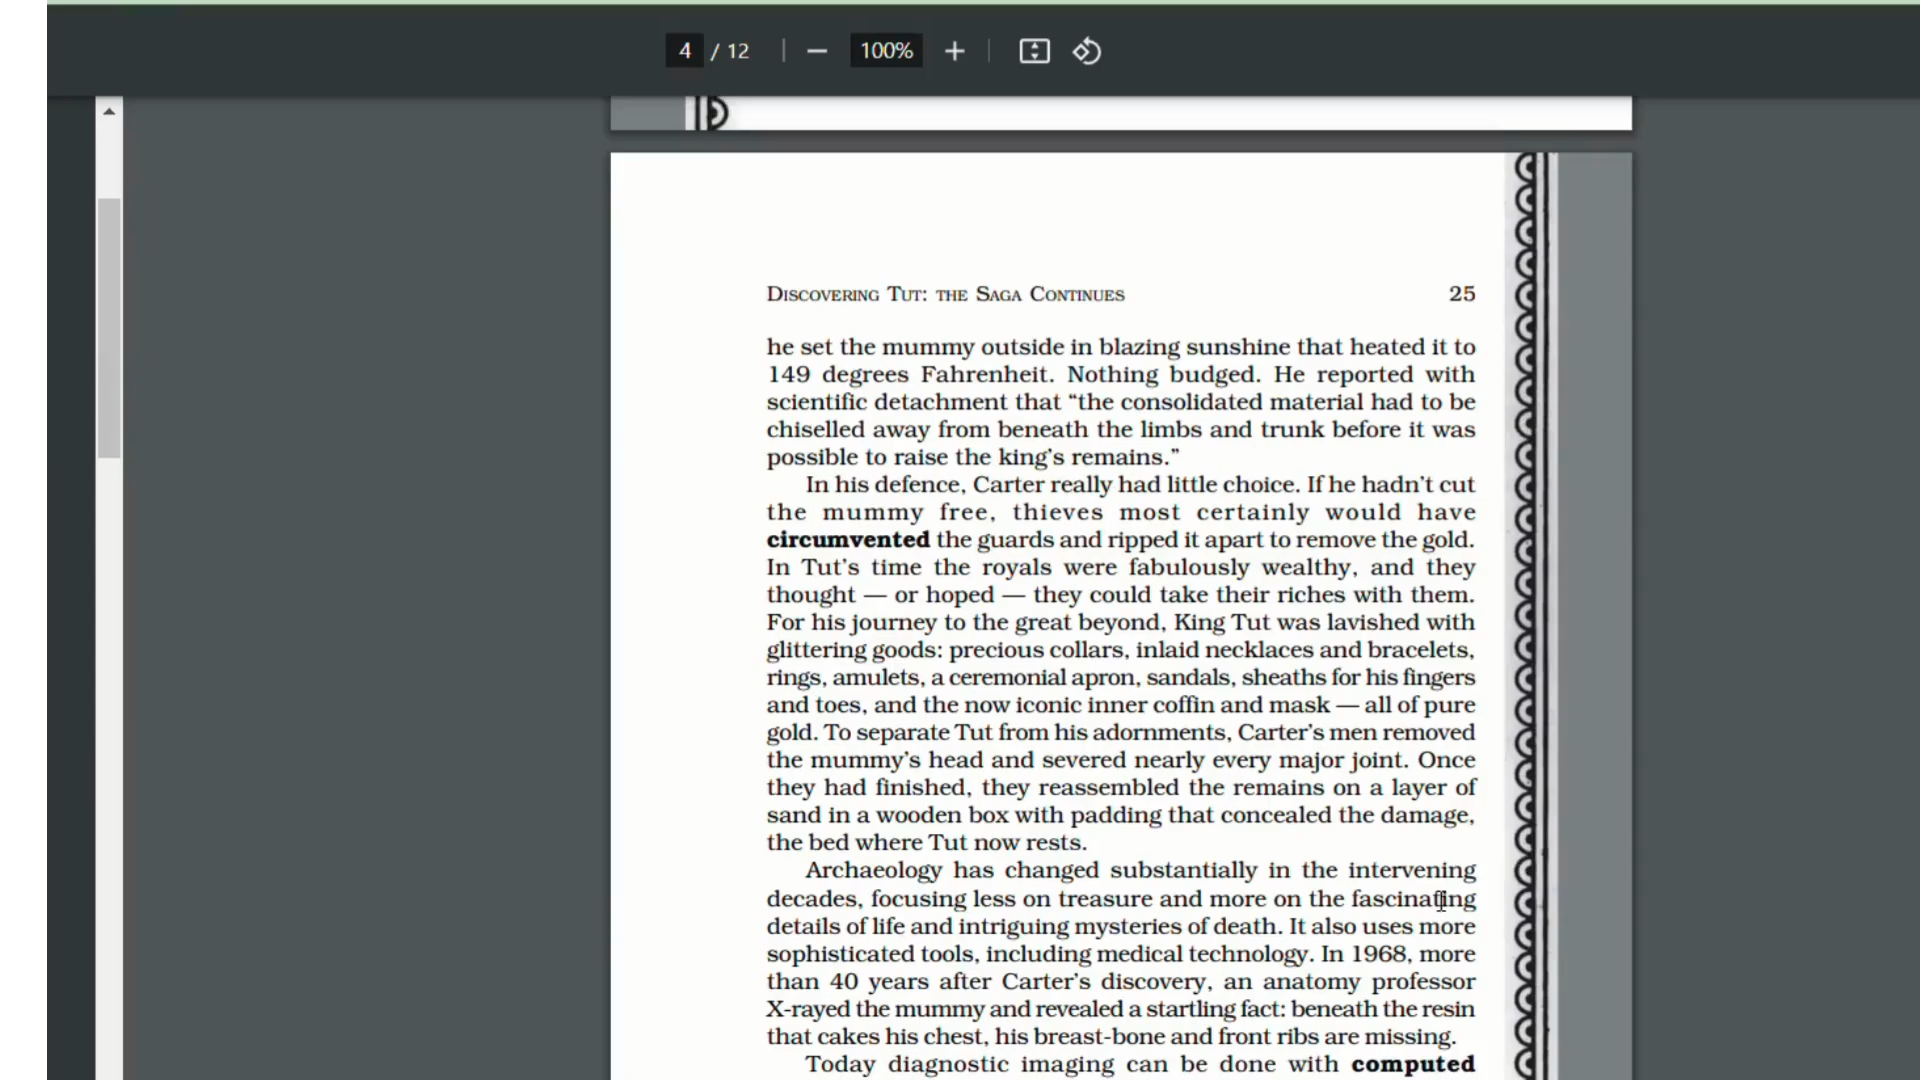 4 / 12 100%
Discovering Tut: the Saga Continues 25
he set the mummy outside in blazing sunshine that heated it to
149 degrees Fahrenheit. Nothing budged. He reported with
scientific detachment that “the consolidated material had to be
chiselled away from beneath the limbs and trunk before it was
possible to raise the king’s remains.”
In his defence, Carter really had little choice. If he hadn’t cut
the mummy free, thieves most certainly would have
circumvented the guards and ripped it apart to remove the gold.
In Tut’s time the royals were fabulously wealthy, and they
thought — or hoped — they could take their riches with them.
For his journey to the great beyond, King Tut was lavished with
glittering goods: precious collars, inlaid necklaces and bracelets,
rings, amulets, a ceremonial apron, sandals, sheaths for his fingers
and toes, and the now iconic inner coffin and mask — all of pure
gold. To separate Tut from his adornments, Carter’s men removed
the mummy’s head and severed nearly every major joint. Once
they had finished, they reassembled the remains on a layer of
sand in a wooden box with padding that concealed the damage,
the bed where Tut now rests.
Archaeology has changed substantially in the intervening
decades, focusing less on treasure and more on the fascinating
details of life and intriguing mysteries of death. It also uses more
sophisticated tools, including medical technology. In 1968, more
than 40 years after Carter’s discovery, an anatomy professor
X-rayed the mummy and revealed a startling fact: beneath the resin
that cakes his chest, his breast-bone and front ribs are missing.
Today diagnostic imaging can be done with computed